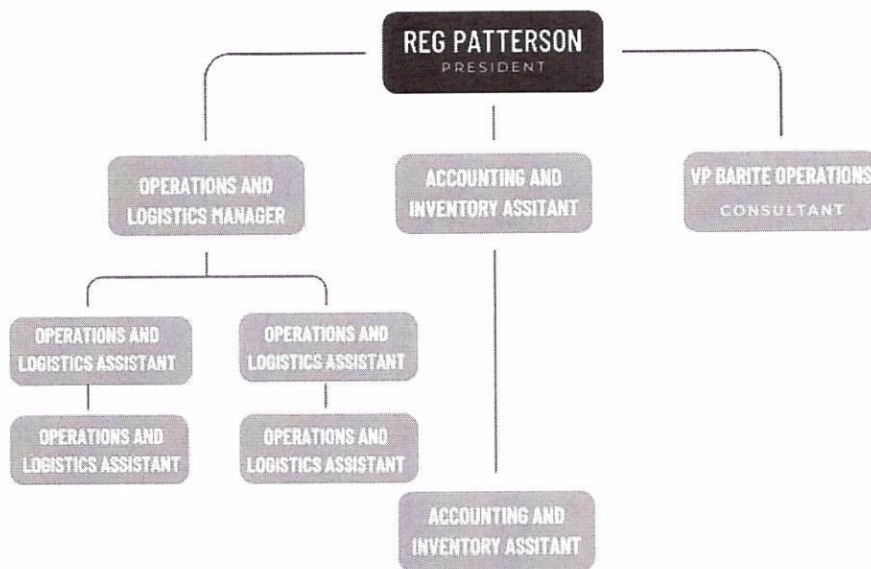 REG PATTERSON
PRESIDENT
OPERATIONS AND
LOGISTICS MANAGER
ACCOUNTING AND
INVENTORY ASSITANT
VP BARITE OPERATIONS
CONSULTANT
OPERATIONS AND
LOGISTICS ASSISTANT
OPERATIONS AND
LOGISTICS ASSISTANT
OPERATIONS AND
LOGISTICS ASSISTANT
OPERATIONS AND
LOGISTICS ASSISTANT
ACCOUNTING AND
INVENTORY ASSITANT